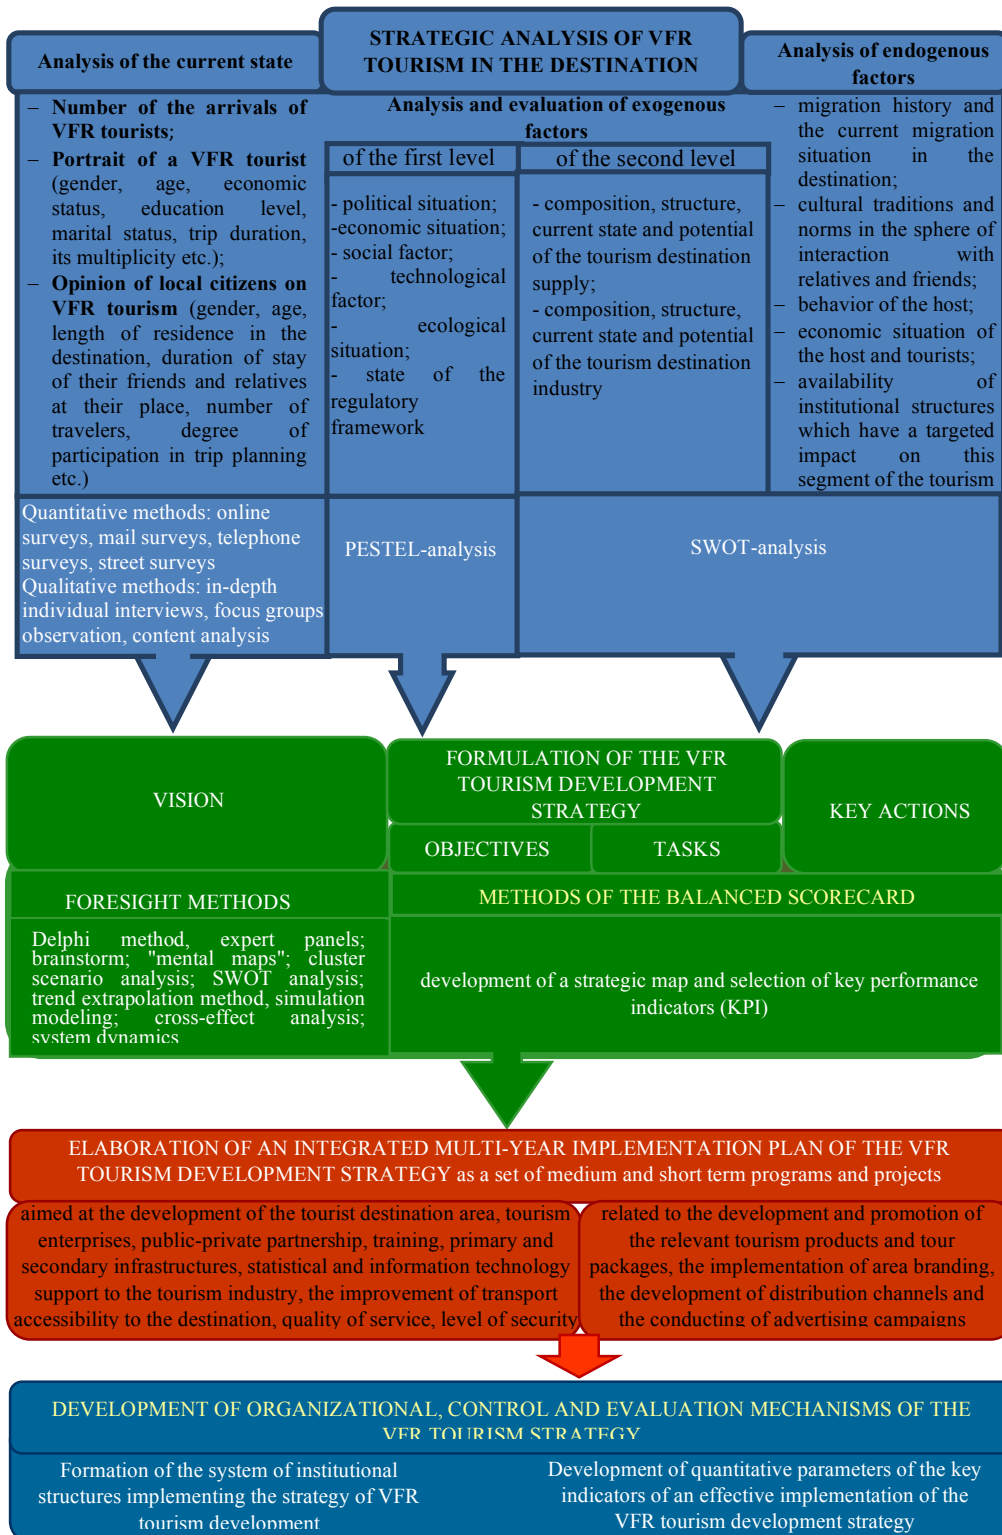 STRATEGIC ANALYSIS OF VFR
TOURISM IN THE DESTINATION
Analysis of the current state
– Number of the arrivals of
VFR tourists;
– Portrait of a VFR tourist
(gender, age, economic
status, education level,
marital status, trip duration,
its multiplicity etc.);
– Opinion of local citizens on
VFR tourism (gender, age,
length of residence in the
destination, duration of stay
of their friends and relatives
at their place, number of
travelers, degree of
participation in trip planning
etc.)
Analysis and evaluation of exogenous
factors
of the first level
- political situation;
-economic situation;
- social factor;
- technological
factor;
- ecological
situation;
- state of the
regulatory
framework
of the second level
- composition, structure,
current state and potential
of the tourism destination
supply;
- composition, structure,
current state and potential
of the tourism destination
industry
Analysis of endogenous
factors
– migration history and
the current migration
situation in the
destination;
– cultural traditions and
norms in the sphere of
interaction with
relatives and friends;
– behavior of the host;
– economic situation of
the host and tourists;
– availability of
institutional structures
which have a targeted
impact on this
segment of the tourism
Quantitative methods: online
surveys, mail surveys, telephone
surveys, street surveys
Qualitative methods: in-depth
individual interviews, focus groups
observation, content analysis
PESTEL-analysis
SWOT-analysis
VISION
FORMULATION OF THE VFR
TOURISM DEVELOPMENT
STRATEGY
OBJECTIVES
TASKS
KEY ACTIONS
FORESIGHT METHODS
Delphi method, expert panels;
brainstorm; "mental maps"; cluster
scenario analysis; SWOT analysis;
trend extrapolation method, simulation
modeling; cross-effect analysis;
system dynamics
METHODS OF THE BALANCED SCORECARD
development of a strategic map and selection of key performance
indicators (KPI)
ELABORATION OF AN INTEGRATED MULTI-YEAR IMPLEMENTATION PLAN OF THE VFR
TOURISM DEVELOPMENT STRATEGY as a set of medium and short term programs and projects
aimed at the development of the tourist destination area, tourism
enterprises, public-private partnership, training, primary and
secondary infrastructures, statistical and information technology
support to the tourism industry, the improvement of transport
accessibility to the destination, quality of service, level of security
related to the development and promotion of
the relevant tourism products and tour
packages, the implementation of area branding,
the development of distribution channels and
the conducting of advertising campaigns
DEVELOPMENT OF ORGANIZATIONAL, CONTROL AND EVALUATION MECHANISMS OF THE
VFR TOURISM STRATEGY
Formation of the system of institutional
structures implementing the strategy of VFR
tourism development
Development of quantitative parameters of the key
indicators of an effective implementation of the
VFR tourism development strategy